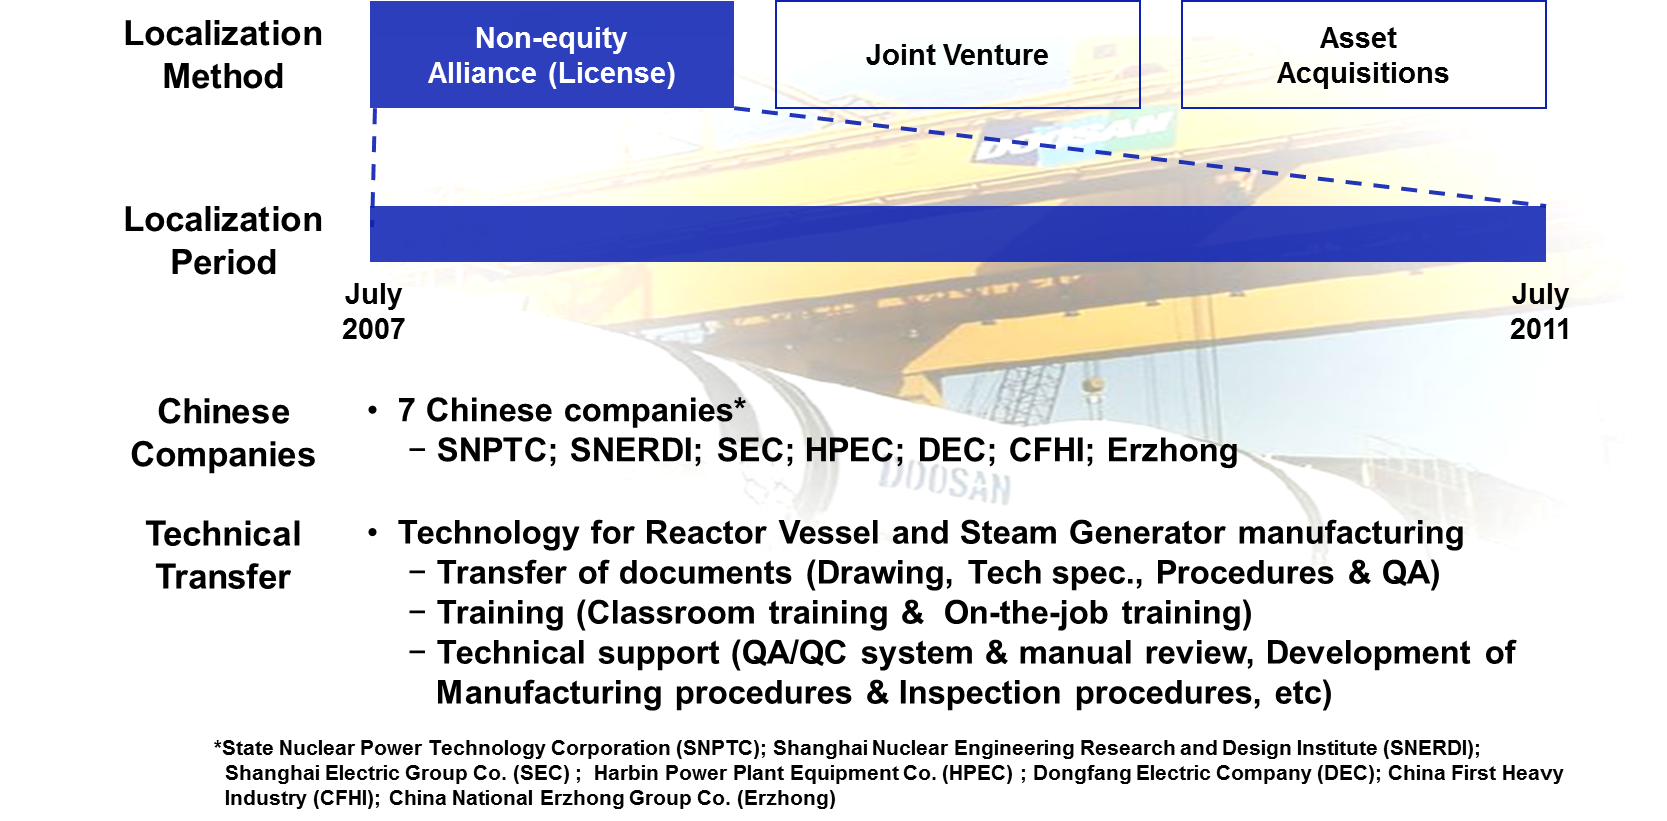 Localization
Method
Non-equity
Alliance (License)
Joint Venture
Asset
Acquisitions
DOOSAN
Localization
Period
July
2007
July
2011
Chinese
Companies
• 7 Chinese companies*
− SNPTC; SNERDI; SEC; HPEC; DEC; CFHI; Erzhong
DOOSAN
Technical
Transfer
• Technology for Reactor Vessel and Steam Generator manufacturing
− Transfer of documents (Drawing, Tech spec., Procedures & QA)
− Training (Classroom training & On-the-job training)
− Technical support (QA/QC system & manual review, Development of
Manufacturing procedures & Inspection procedures, etc)
*State Nuclear Power Technology Corporation (SNPTC); Shanghai Nuclear Engineering Research and Design Institute (SNERDI);
Shanghai Electric Group Co. (SEC) ; Harbin Power Plant Equipment Co. (HPEC) ; Dongfang Electric Company (DEC); China First Heavy
Industry (CFHI); China National Erzhong Group Co. (Erzhong)